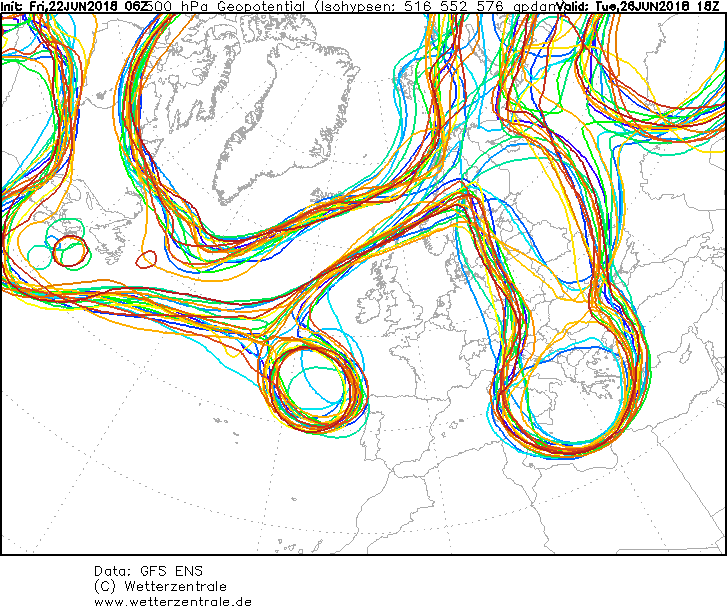 Init: Fri,22JUN2018 06Z 500 hPa Geopotential (Isohypsen: 516 552 576 gpdam Valid: Tue,26JUN2018 18Z
Data: GFS ENS
(C) Wetterzentrale
www.wetterzentrale.de